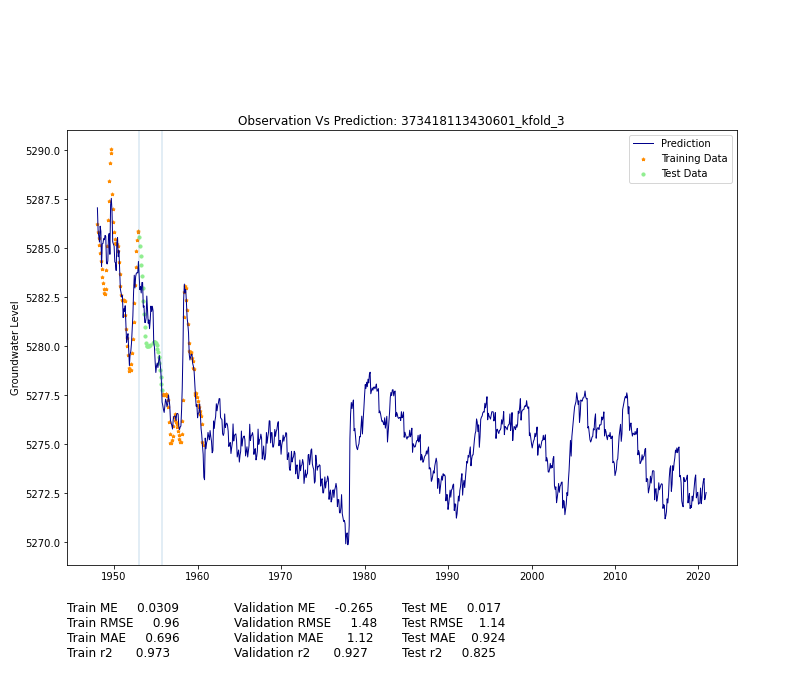 Observation Vs Prediction: 373418113430601_kfold_3
Prediction
Training Data
Test Data
5290.0
5287.5
5285.0
5282.5
5280.0
5277.5
5275.0
5272.5
5270.0
Groundwater Level
1950 1960 1970 1980 1990 2000 2010 2020
Train ME 0.0309 Validation ME -0.265 Test ME 0.017
Train RMSE 0.96 Validation RMSE 1.48 Test RMSE 1.14
Train MAE 0.696 Validation MAE 1.12 Test MAE 0.924
Train r2 0.973 Validation r2 0.927 Test r2 0.825